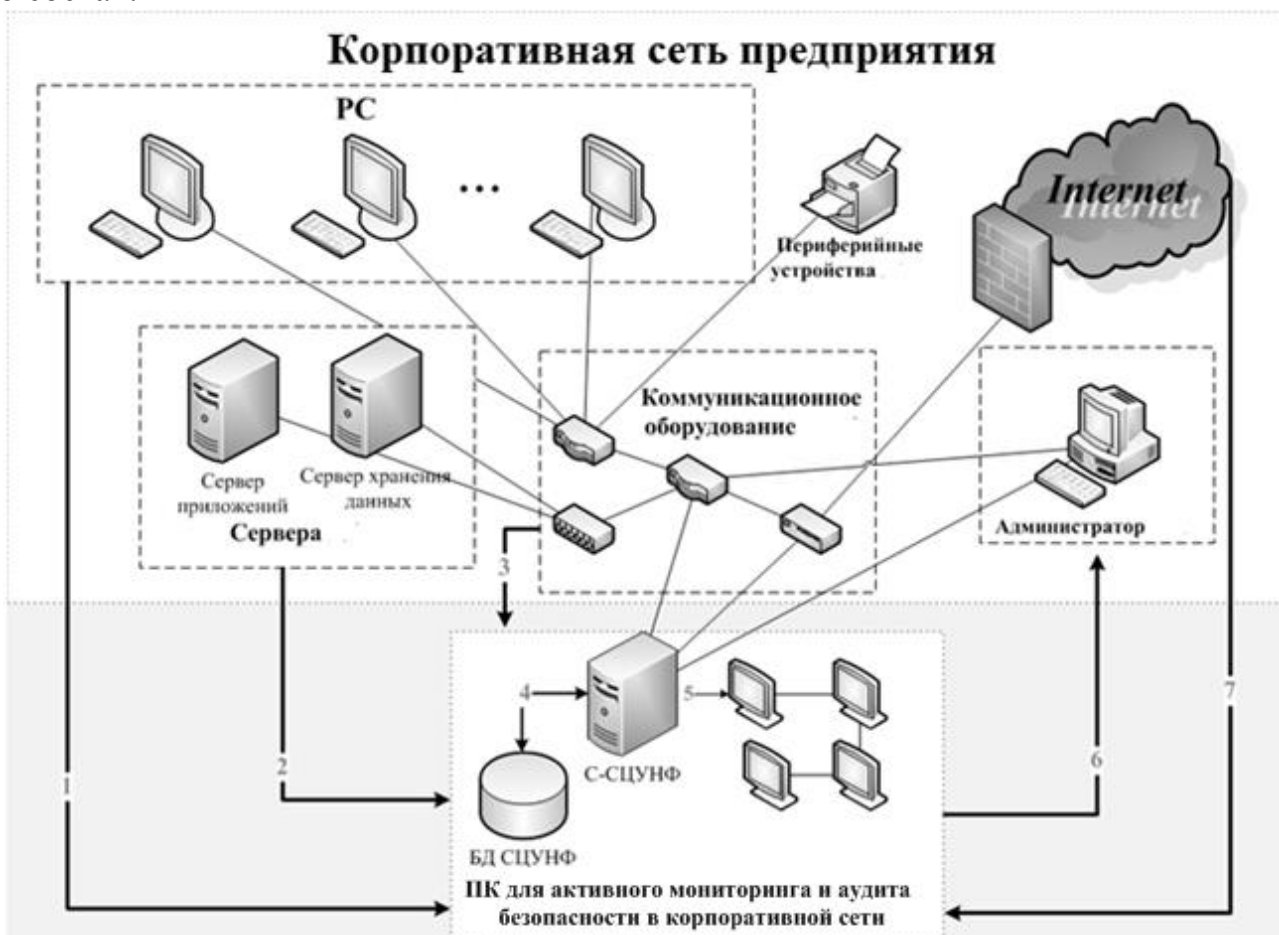 Корпоративная сеть предприятия
PC
...
Internet
Internet
Периферийные
устройства
Коммуникационное
оборудование
Сервер
приложений
Сервер хранения
данных
Сервера
Администратор
3
4
5
7
2
6
1
С-СЦУНФ
БД СЦУНФ
ПК для активного мониторинга и аудита
безопасности в корпоративной сети